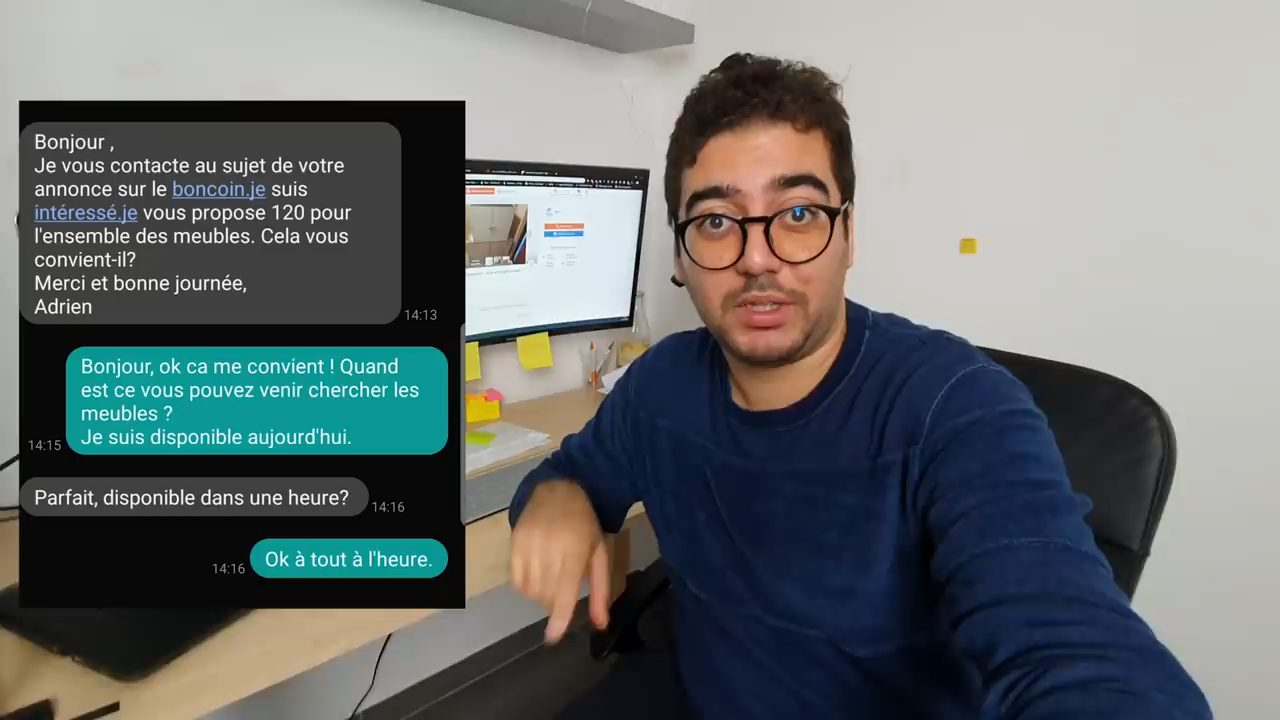 Bonjour ,
Je vous contacte au sujet de votre
annonce sur le boncoin.je suis
intéressé.je vous propose 120 pour
l'ensemble des meubles. Cela vous
convient-il?
Merci et bonne journée,
Adrien
14:13
Bonjour, ok ca me convient ! Quand
est ce vous pouvez venir chercher les
meubles ?
Je suis disponible aujourd'hui.
14:15
Parfait, disponible dans une heure?
14:16
Ok à tout à l'heure.
14:16